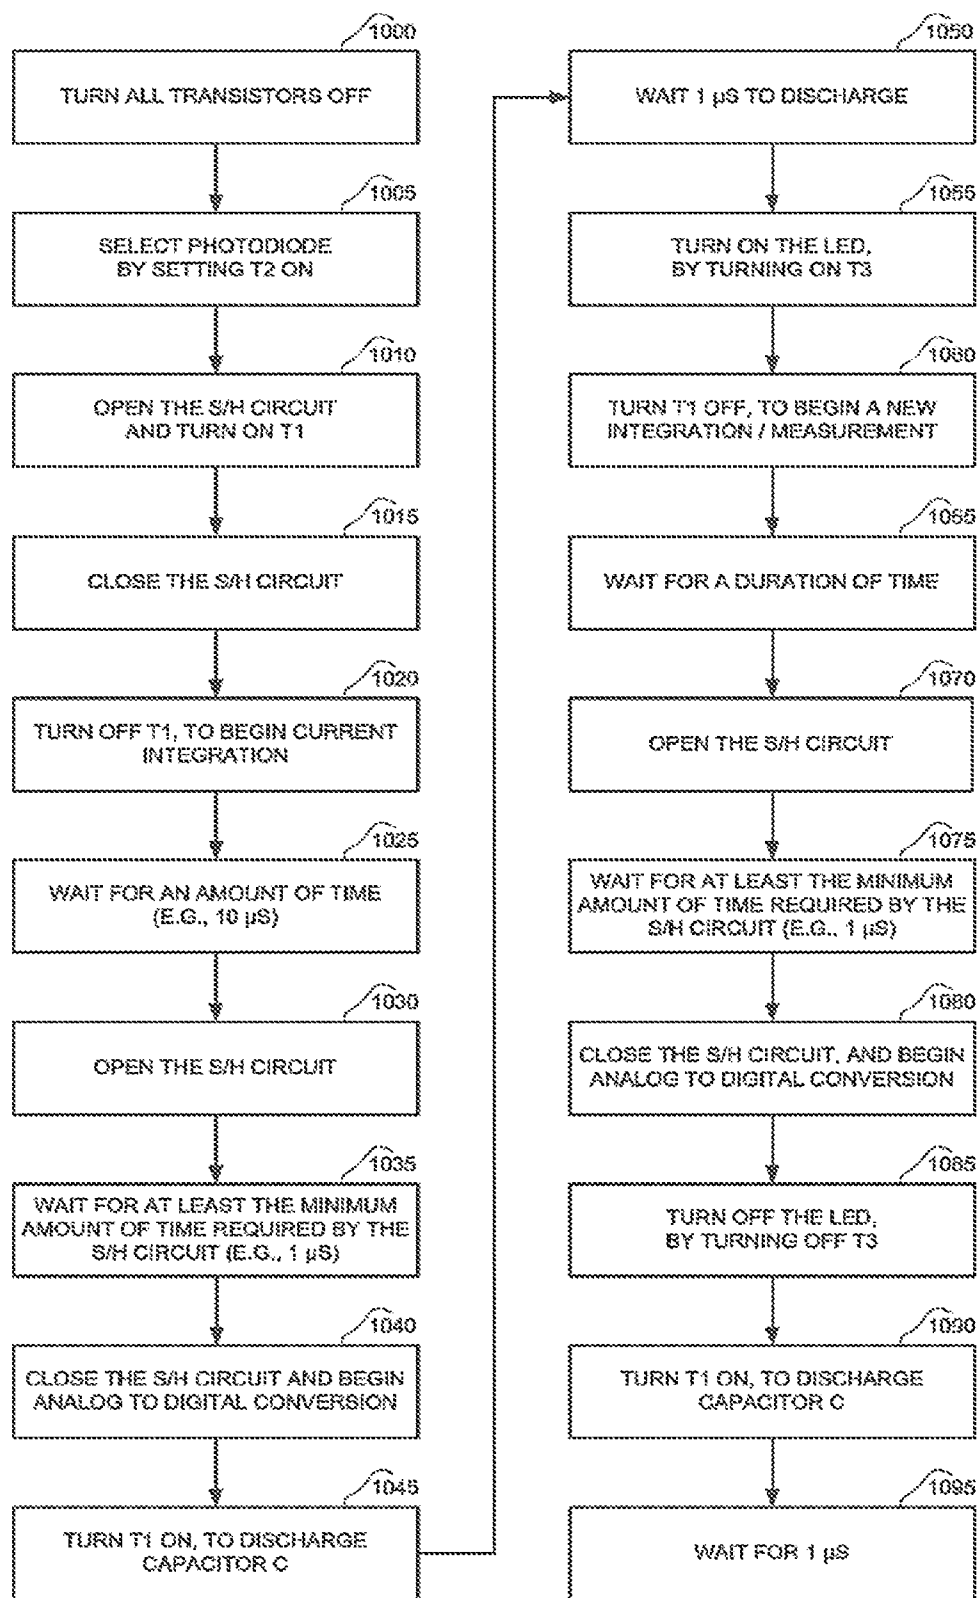 1000
TURN ALL TRANSISTORS OFF
1005
SELECT PHOTODIODE
BY SETTING T2 ON
1010
OPEN THE S/H CIRCUIT
AND TURN ON T1
1015
CLOSE THE S/H CIRCUIT
1020
TURN OFF T1, TO BEGIN CURRENT
INTEGRATION
1025
WAIT FOR AN AMOUNT OF TIME
(E.G., 10 µS)
1030
OPEN THE S/H CIRCUIT
1035
WAIT FOR AT LEAST THE MINIMUM
AMOUNT OF TIME REQUIRED BY THE
S/H CIRCUIT (E.G., 1 µS)
1040
CLOSE THE S/H CIRCUIT AND BEGIN
ANALOG TO DIGITAL CONVERSION
1045
TURN T1 ON, TO DISCHARGE
CAPACITOR C
1050
WAIT 1 µS TO DISCHARGE
1055
TURN ON THE LED,
BY TURNING ON T3
1060
TURN T1 OFF, TO BEGIN A NEW
INTEGRATION / MEASUREMENT
1065
WAIT FOR A DURATION OF TIME
1070
OPEN THE S/H CIRCUIT
1075
WAIT FOR AT LEAST THE MINIMUM
AMOUNT OF TIME REQUIRED BY THE
S/H CIRCUIT (E.G., 1 µS)
1080
CLOSE THE S/H CIRCUIT, AND BEGIN
ANALOG TO DIGITAL CONVERSION
1085
TURN OFF THE LED,
BY TURNING OFF T3
1090
TURN T1 ON, TO DISCHARGE
CAPACITOR C
1095
WAIT FOR 1 µS